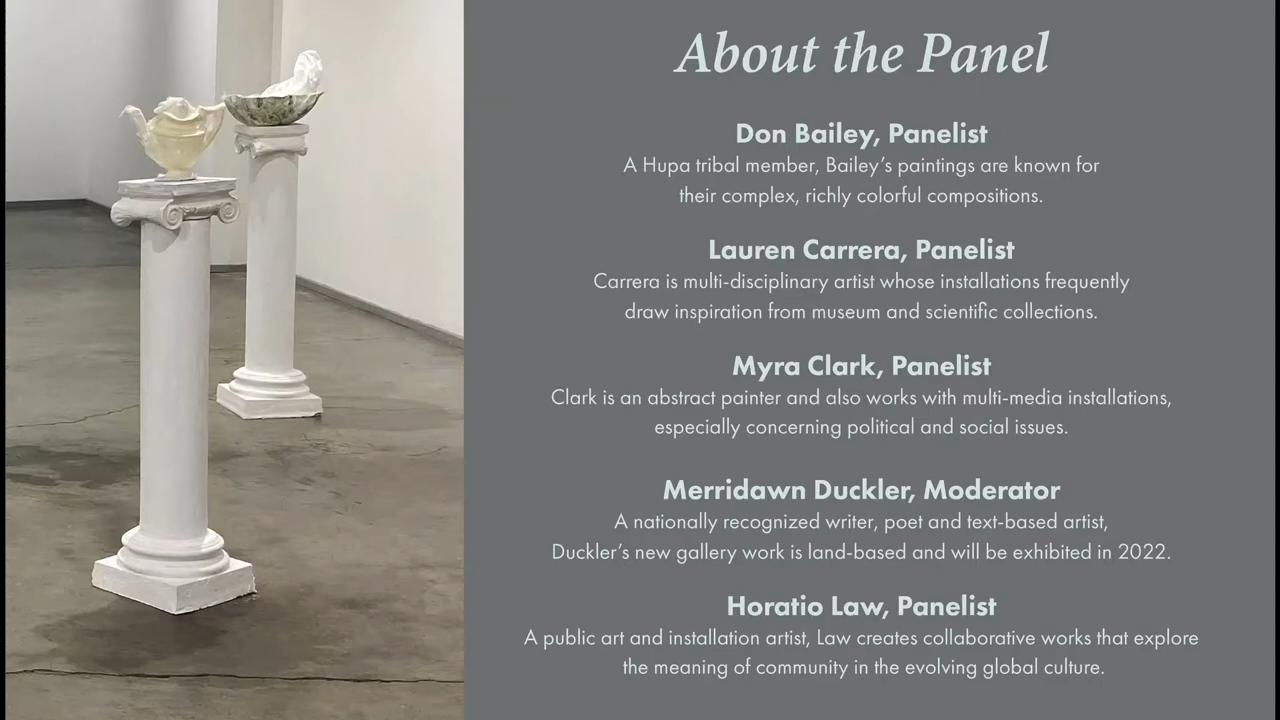 About the Panel
Don Bailey, Panelist
A Hupa tribal member, Bailey’s paintings are known for
their complex, richly colorful compositions.
Lauren Carrera, Panelist
Carrera is multi-disciplinary artist whose installations frequently
draw inspiration from museum and scientific collections.
Myra Clark, Panelist
Clark is an abstract painter and also works with multi-media installations,
especially concerning political and social issues.
Merridawn Duckler, Moderator
A nationally recognized writer, poet and text-based artist,
Duckler’s new gallery work is land-based and will be exhibited in 2022.
Horatio Law, Panelist
A public art and installation artist, Law creates collaborative works that explore
the meaning of community in the evolving global culture.